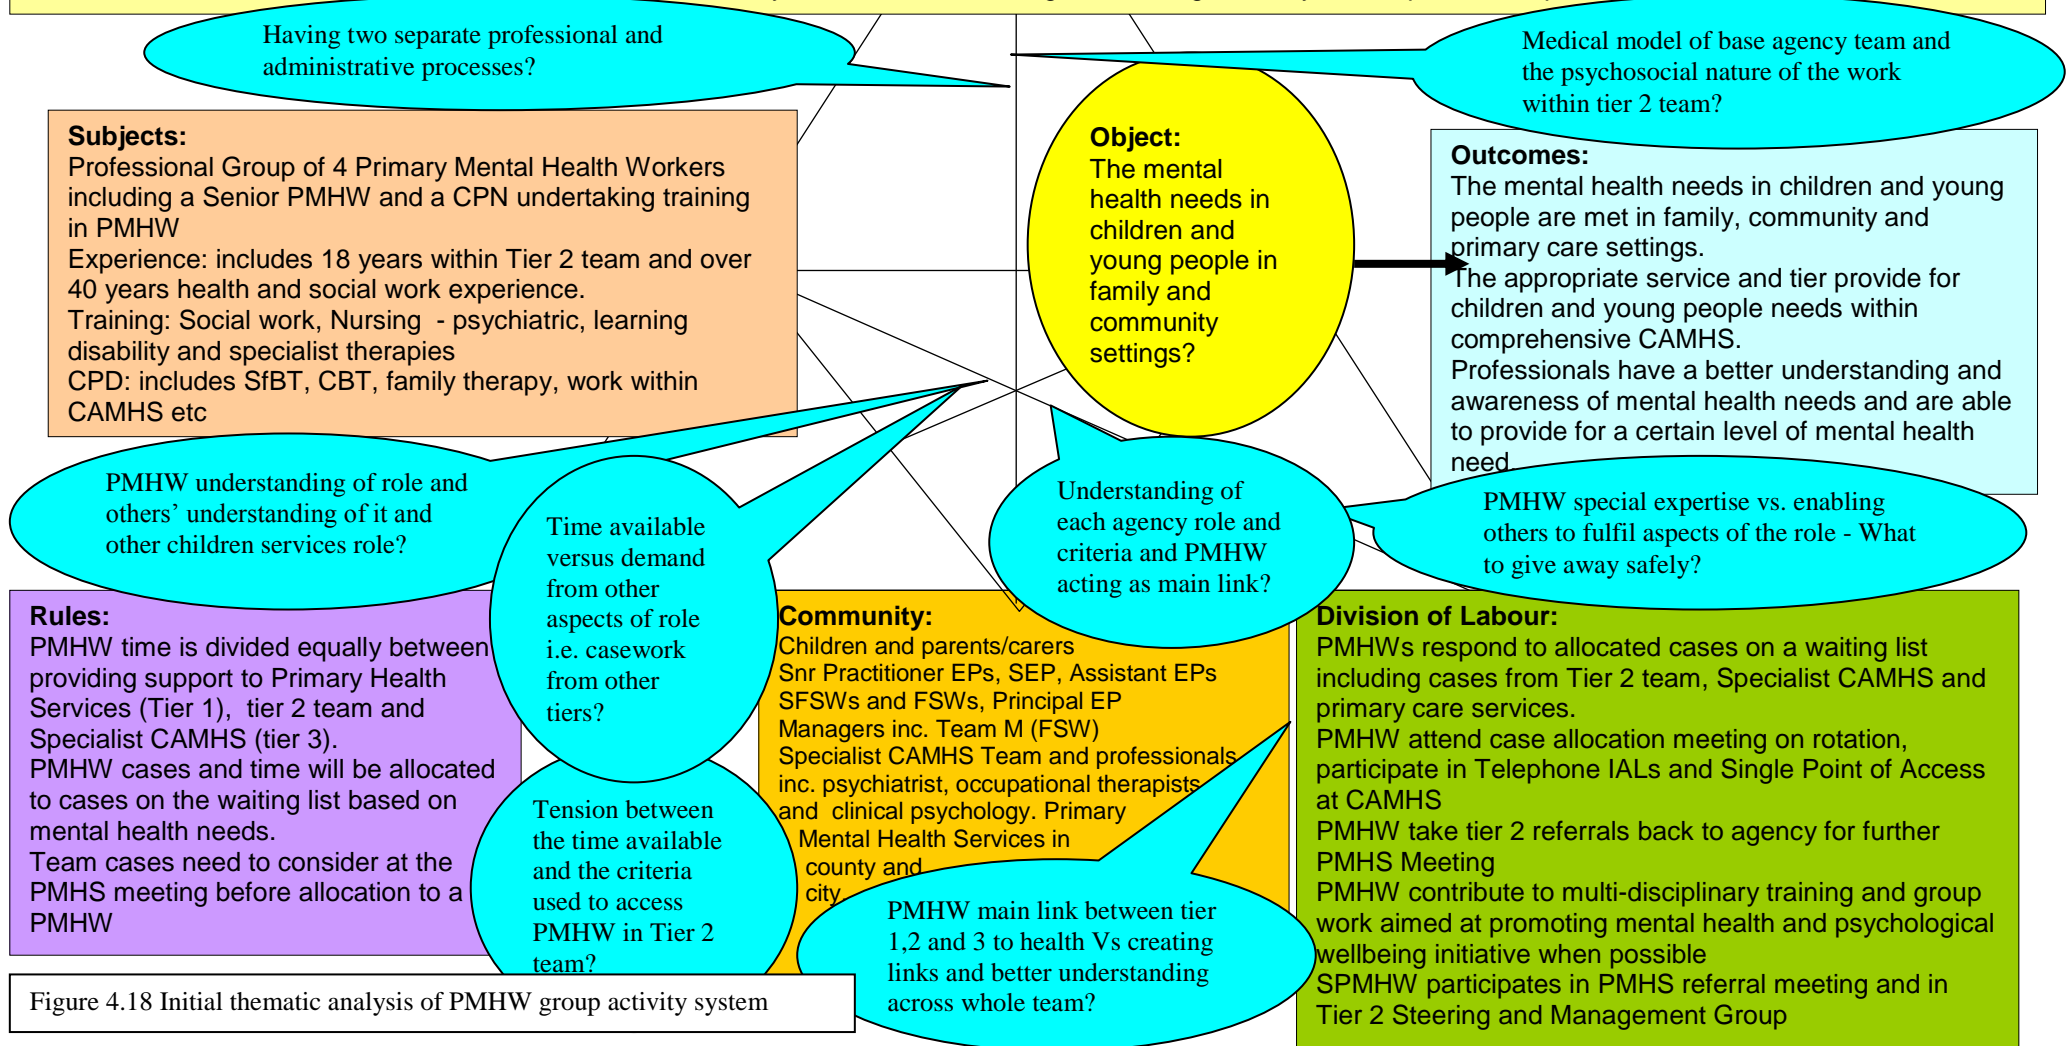 Having two separate professional and
administrative processes?
Medical model of base agency team and
the psychosocial nature of the work
within tier 2 team?
Subjects:
Professional Group of 4 Primary Mental Health Workers
including a Senior PMHW and a CPN undertaking training
in PMHW
Experience: includes 18 years within Tier 2 team and over
40 years health and social work experience.
Training: Social work, Nursing - psychiatric, learning
disability and specialist therapies
CPD: includes SfBT, CBT, family therapy, work within
CAMHS etc
Object:
The mental
health needs in
children and
young people in
family and
community
settings?
Outcomes:
The mental health needs in children and young
people are met in family, community and
primary care settings.
The appropriate service and tier provide for
children and young people needs within
comprehensive CAMHS.
Professionals have a better understanding and
awareness of mental health needs and are able
to provide for a certain level of mental health
need.
PMHW understanding of role and
others’ understanding of it and
other children services role?
Time available
versus demand
from other
aspects of role
i.e. casework
from other
tiers?
Understanding of
each agency role and
criteria and PMHW
acting as main link?
PMHW special expertise vs. enabling
others to fulfil aspects of the role - What
to give away safely?
Rules:
PMHW time is divided equally between
providing support to Primary Health
Services (Tier 1), tier 2 team and
Specialist CAMHS (tier 3).
PMHW cases and time will be allocated
to cases on the waiting list based on
mental health needs.
Team cases need to consider at the
PMHS meeting before allocation to a
PMHW
Tension between
the time available
and the criteria
used to access
PMHW in Tier 2
team?
Community:
Children and parents/carers
Snr Practitioner EPs, SEP, Assistant EPs
SFSWs and FSWs, Principal EP
Managers inc. Team M (FSW)
Specialist CAMHS Team and professionals
inc. psychiatrist, occupational therapists
and clinical psychology. Primary
Mental Health Services in
county and
city.
PMHW main link between tier
1,2 and 3 to health Vs creating
links and better understanding
across whole team?
Division of Labour:
PMHWs respond to allocated cases on a waiting list
including cases from Tier 2 team, Specialist CAMHS and
primary care services.
PMHW attend case allocation meeting on rotation,
participate in Telephone IALs and Single Point of Access
at CAMHS
PMHW take tier 2 referrals back to agency for further
PMHS Meeting
PMHW contribute to multi-disciplinary training and group
work aimed at promoting mental health and psychological
wellbeing initiative when possible
SPMHW participates in PMHS referral meeting and in
Tier 2 Steering and Management Group
Figure 4.18 Initial thematic analysis of PMHW group activity system